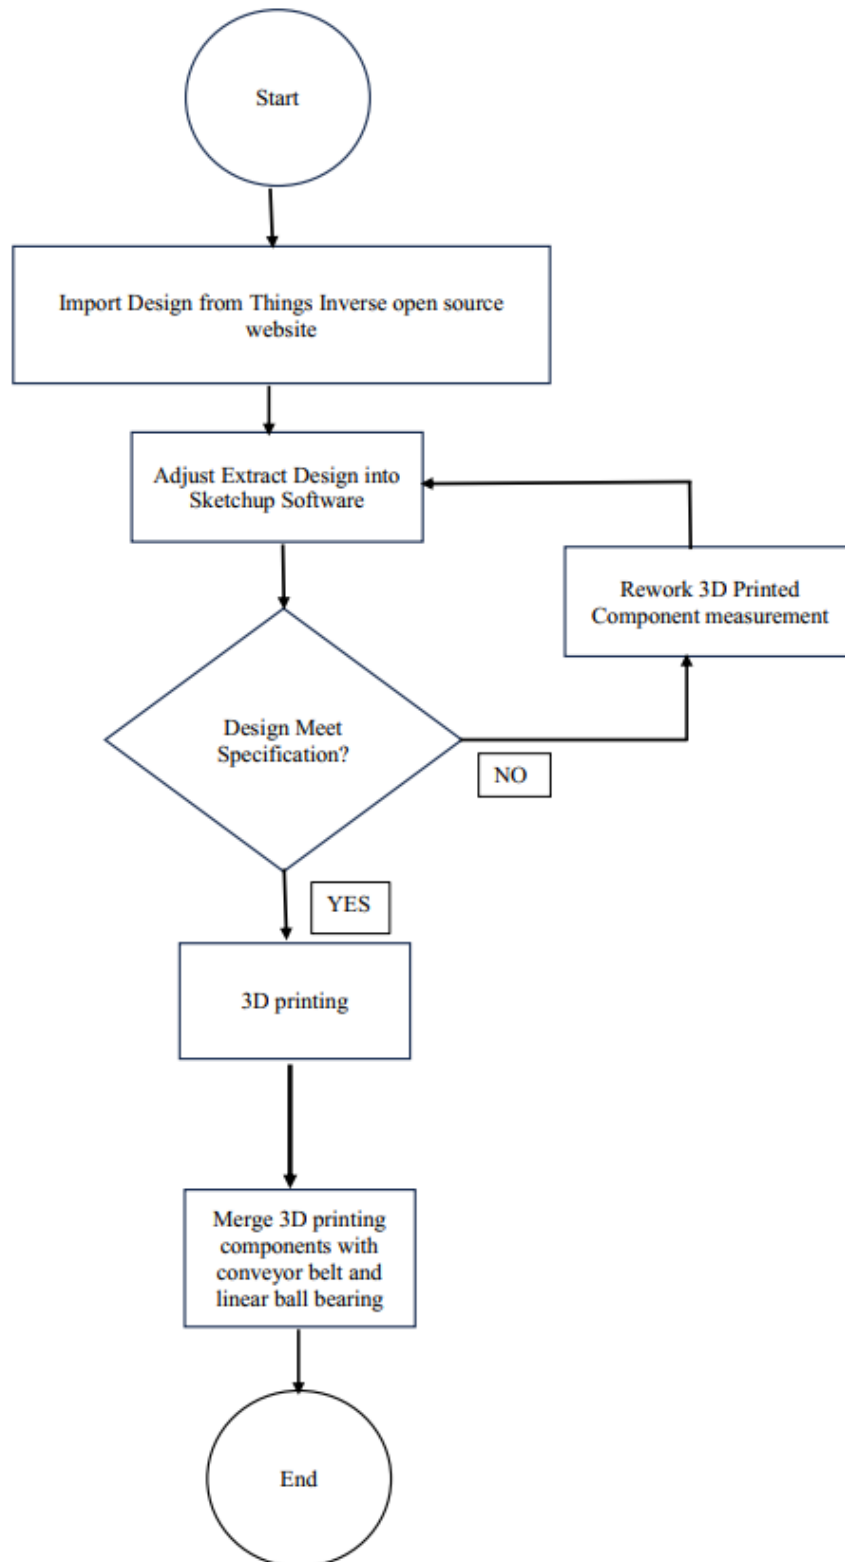 Start
Import Design from Things Inverse open source
website
Adjust Extract Design into
Sketchup Software
Rework 3D Printed
Component measurement
Design Meet
Specification?
NO
YES
3D printing
Merge 3D printing
components with
conveyor belt and
linear ball bearing
End